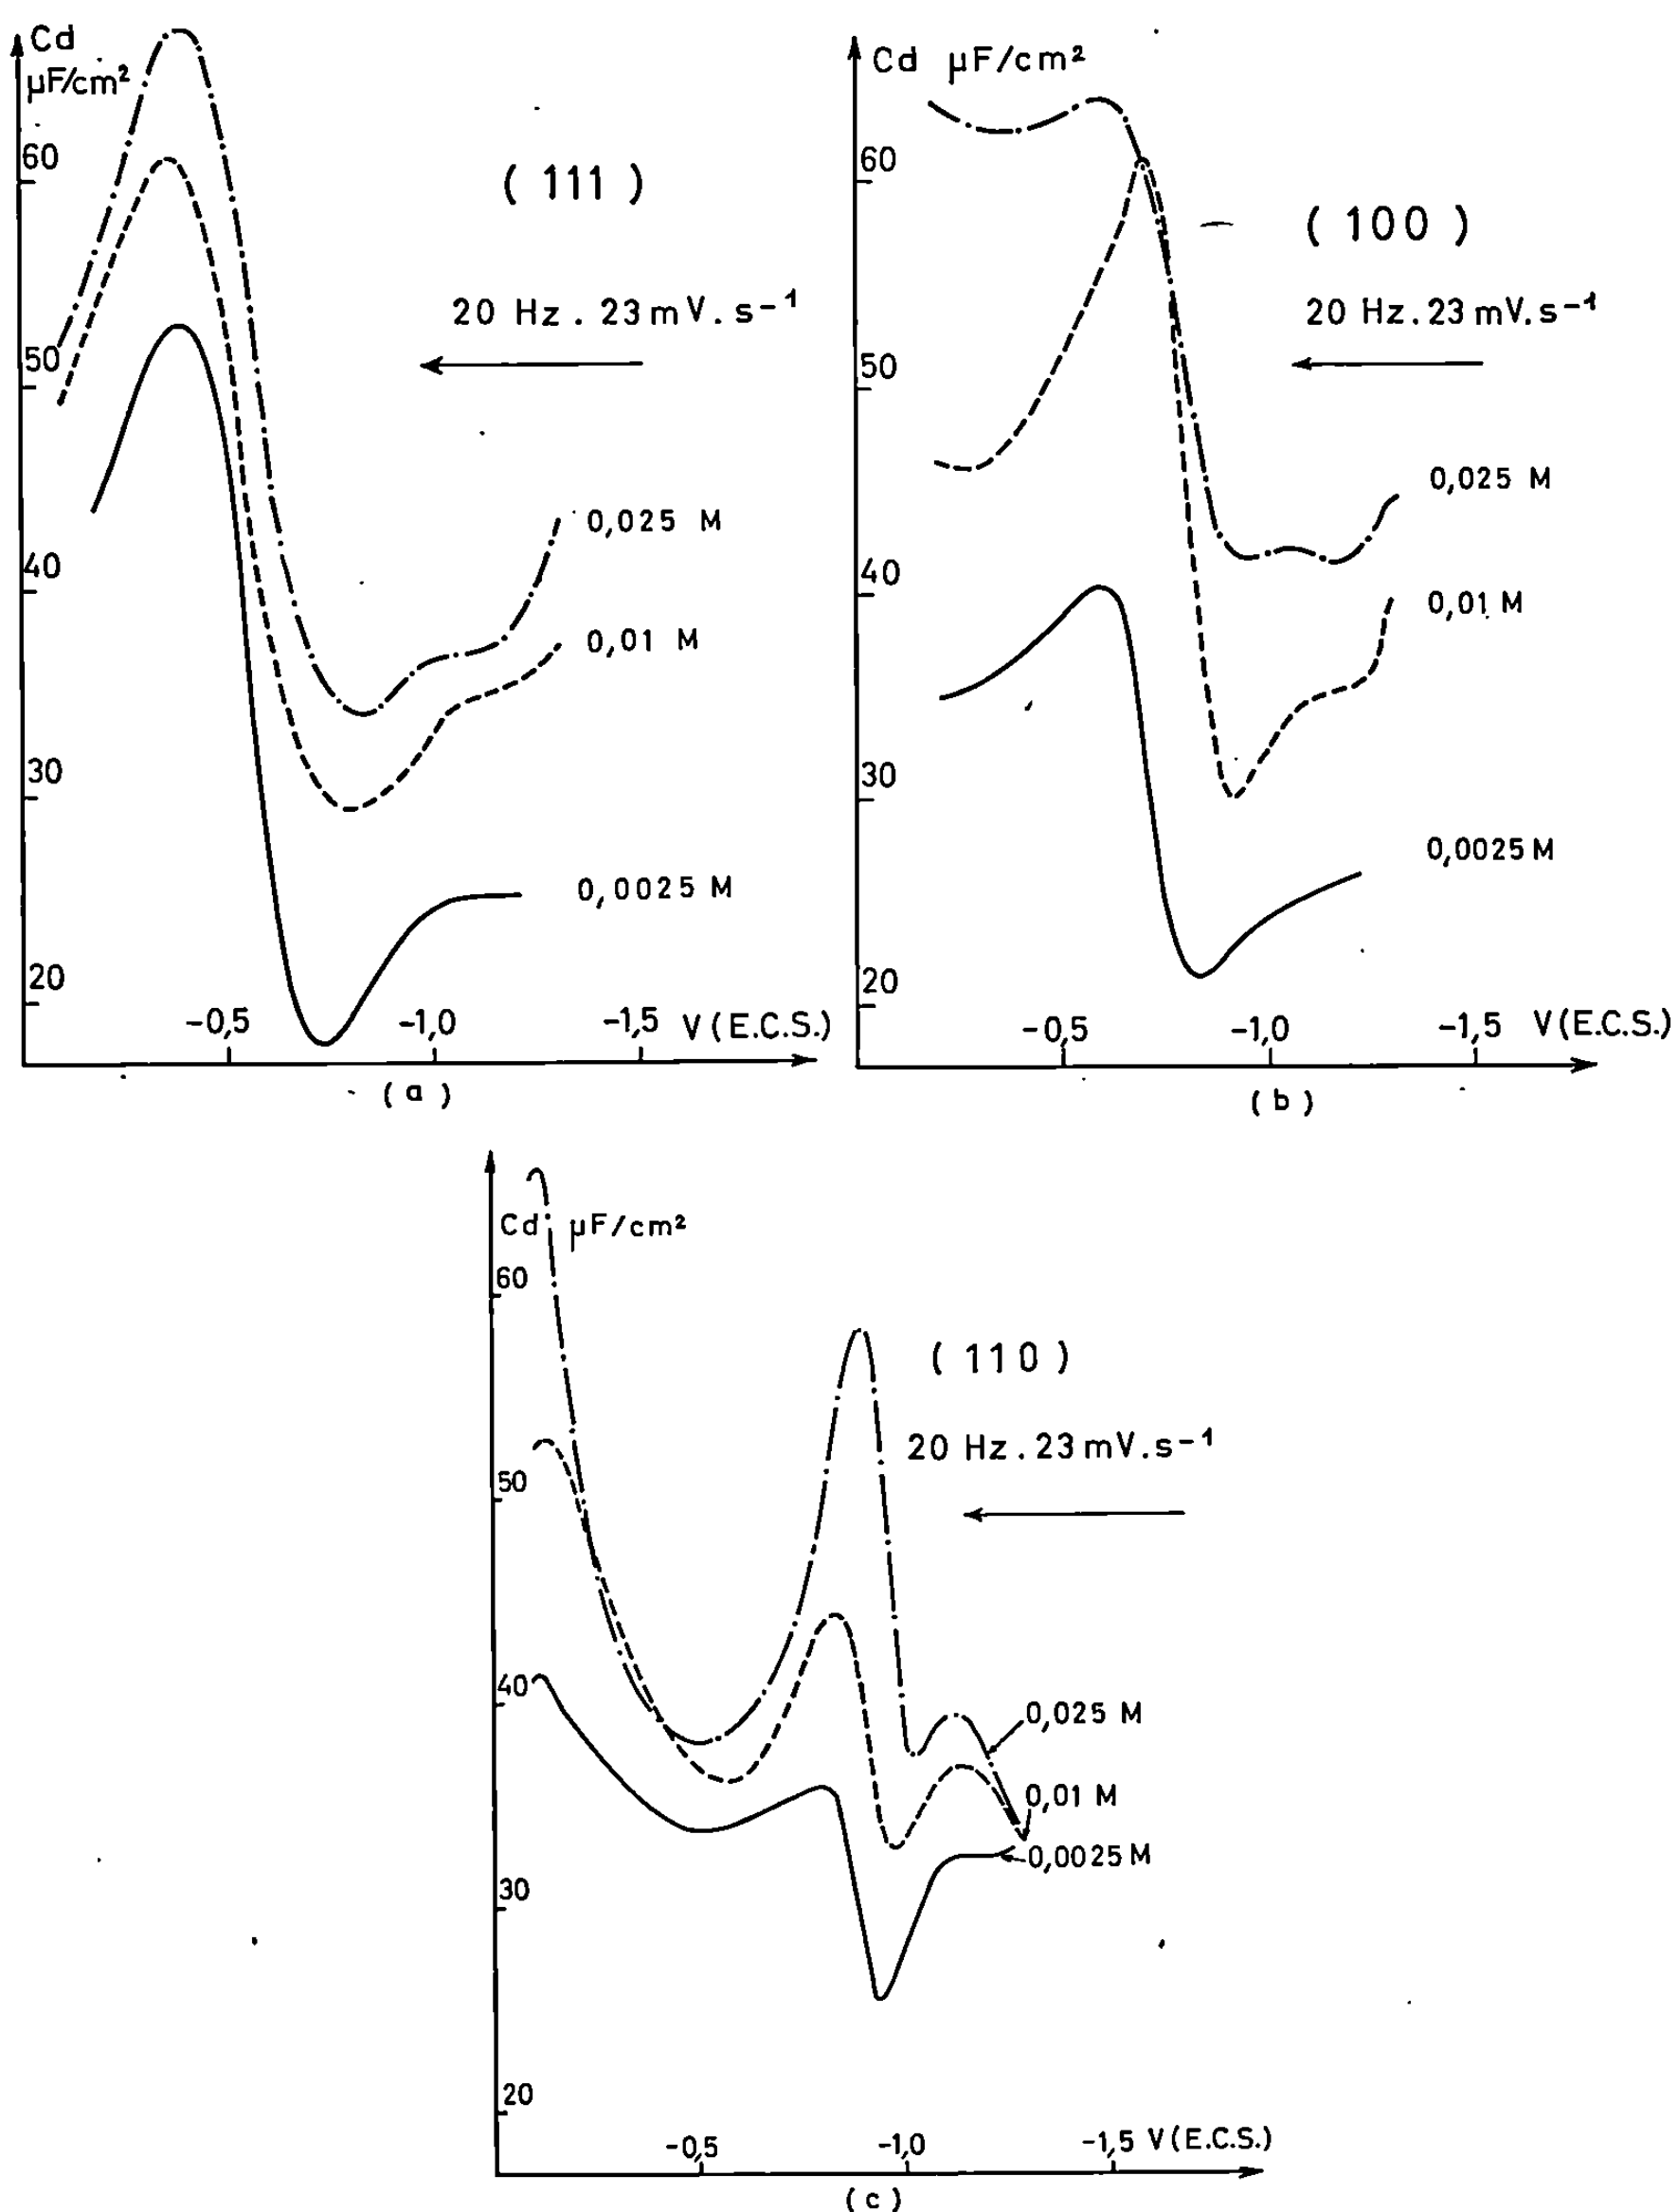 Cd
μF/cm²
60
50
40
30
20
( 111 )
20 Hz . 23 mV. s⁻¹
0,025 M
0,01 M
0,0025 M
-0,5 -1,0 -1,5 V (E.C.S.)
( a )
Cd μF/cm²
60
50
40
30
20
( 100 )
20 Hz . 23 mV. s⁻¹
0,025 M
0,01 M
0,0025 M
-0,5 -1,0 -1,5 V (E.C.S.)
( b )
Cd μF/cm²
60
50
40
30
20
( 110 )
20 Hz . 23 mV. s⁻¹
0,025 M
0,01 M
0,0025 M
-0,5 -1,0 -1,5 V (E.C.S.)
( c )